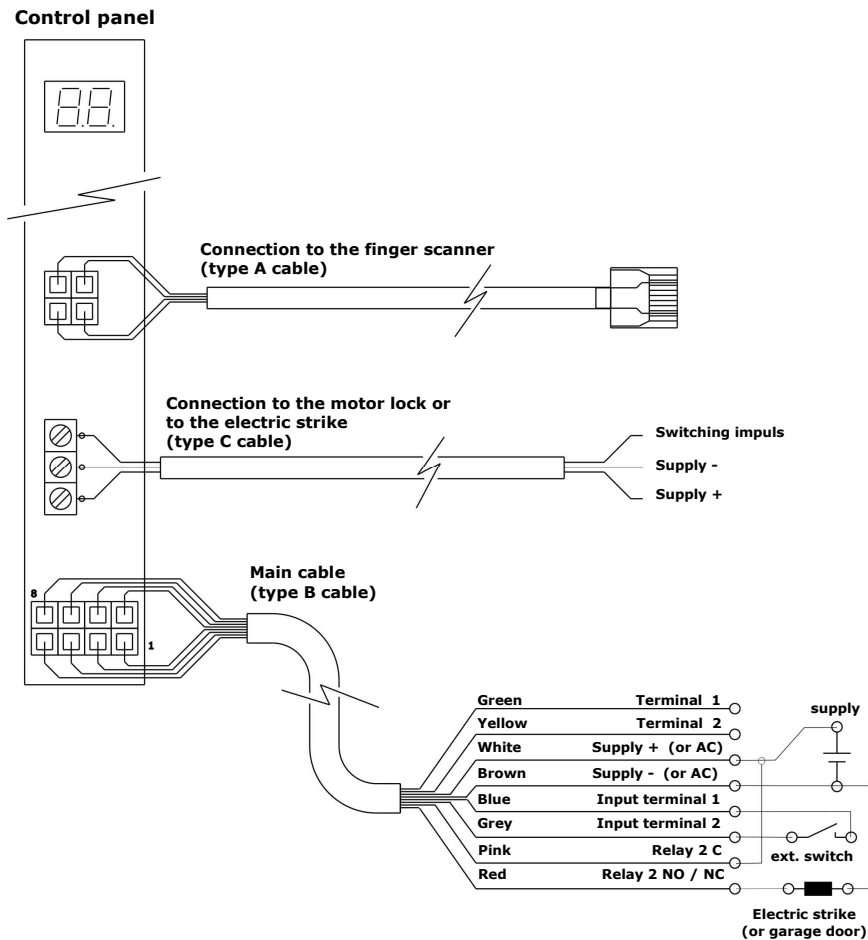 Control panel
8.8.
Connection to the finger scanner
(type A cable)
Connection to the motor lock or
to the electric strike
(type C cable)
Switching impuls
Supply -
Supply +
Main cable
(type B cable)
8
1
Green Terminal 1
Yellow Terminal 2
White Supply + (or AC)
Brown Supply - (or AC)
Blue Input terminal 1
Grey Input terminal 2
Pink Relay 2 C
Red Relay 2 NO / NC
supply
ext. switch
Electric strike
(or garage door)